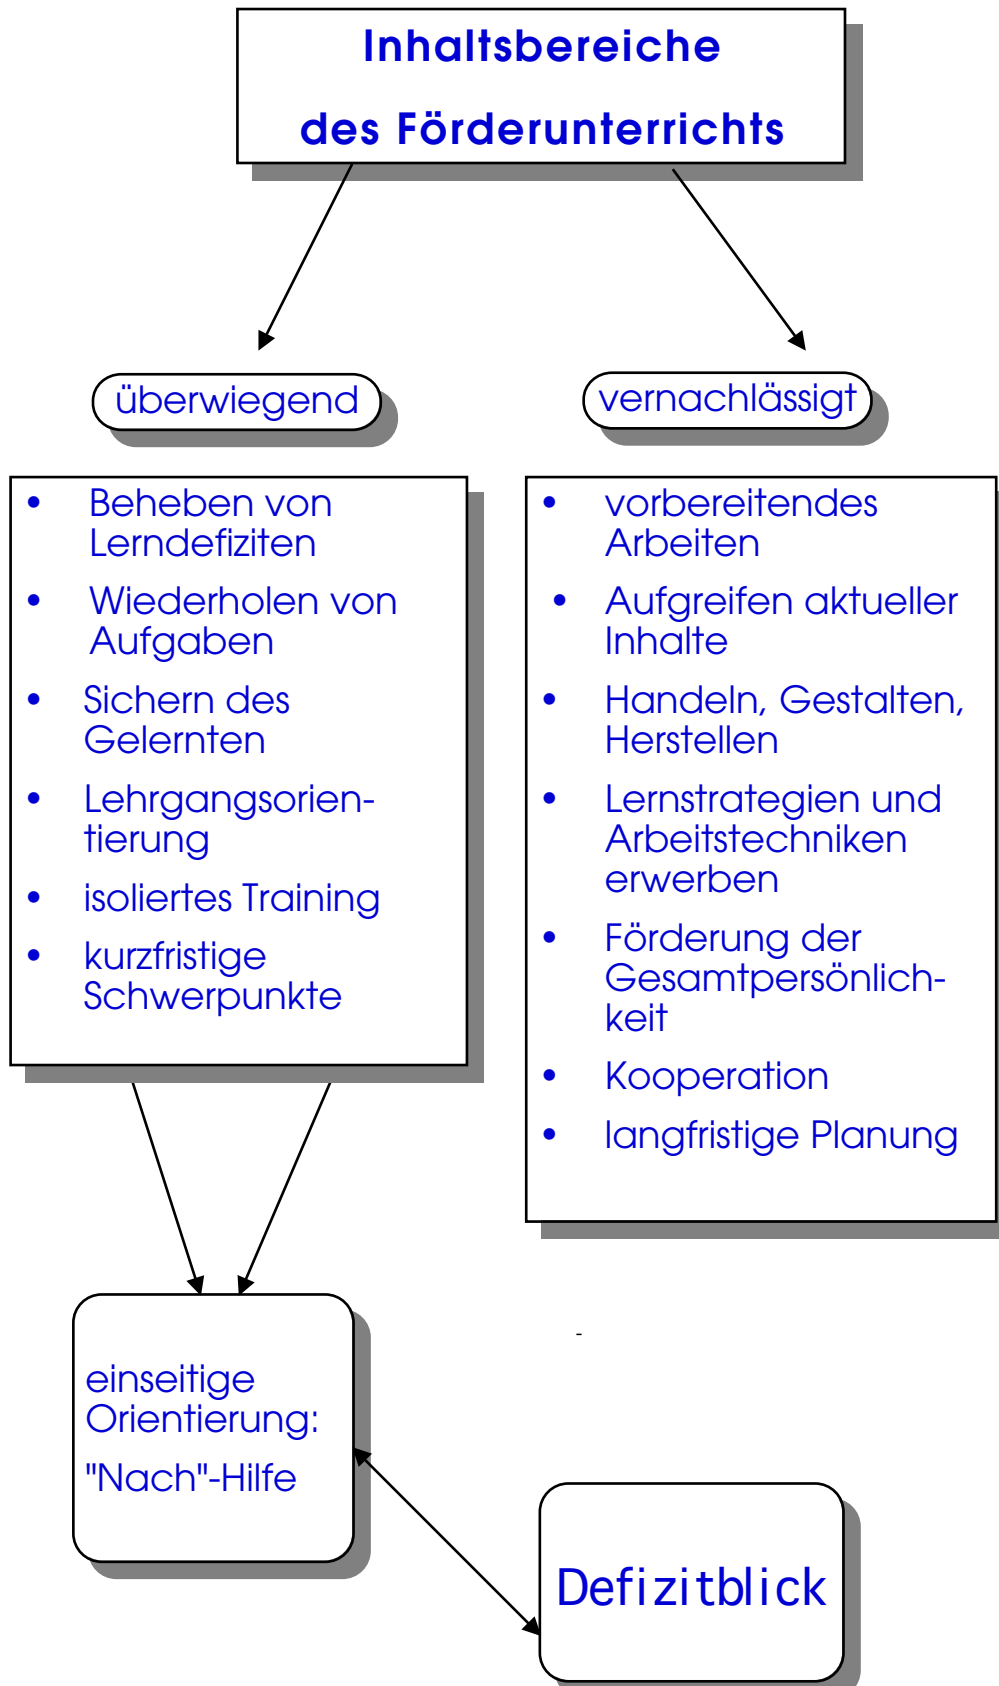 Inhaltsbereiche
des Förderunterrichts
überwiegend
• Beheben von
Lerndefiziten
• Wiederholen von
Aufgaben
• Sichern des
Gelernten
• Lehrgangsorien-
tierung
• isoliertes Training
• kurzfristige
Schwerpunkte
vernachlässigt
• vorbereitendes
Arbeiten
• Aufgreifen aktueller
Inhalte
• Handeln, Gestalten,
Herstellen
• Lernstrategien und
Arbeitstechniken
erwerben
• Förderung der
Gesamtpersönlich-
keit
• Kooperation
• langfristige Planung
einseitige
Orientierung:
"Nach"-Hilfe
-
Defizitblick